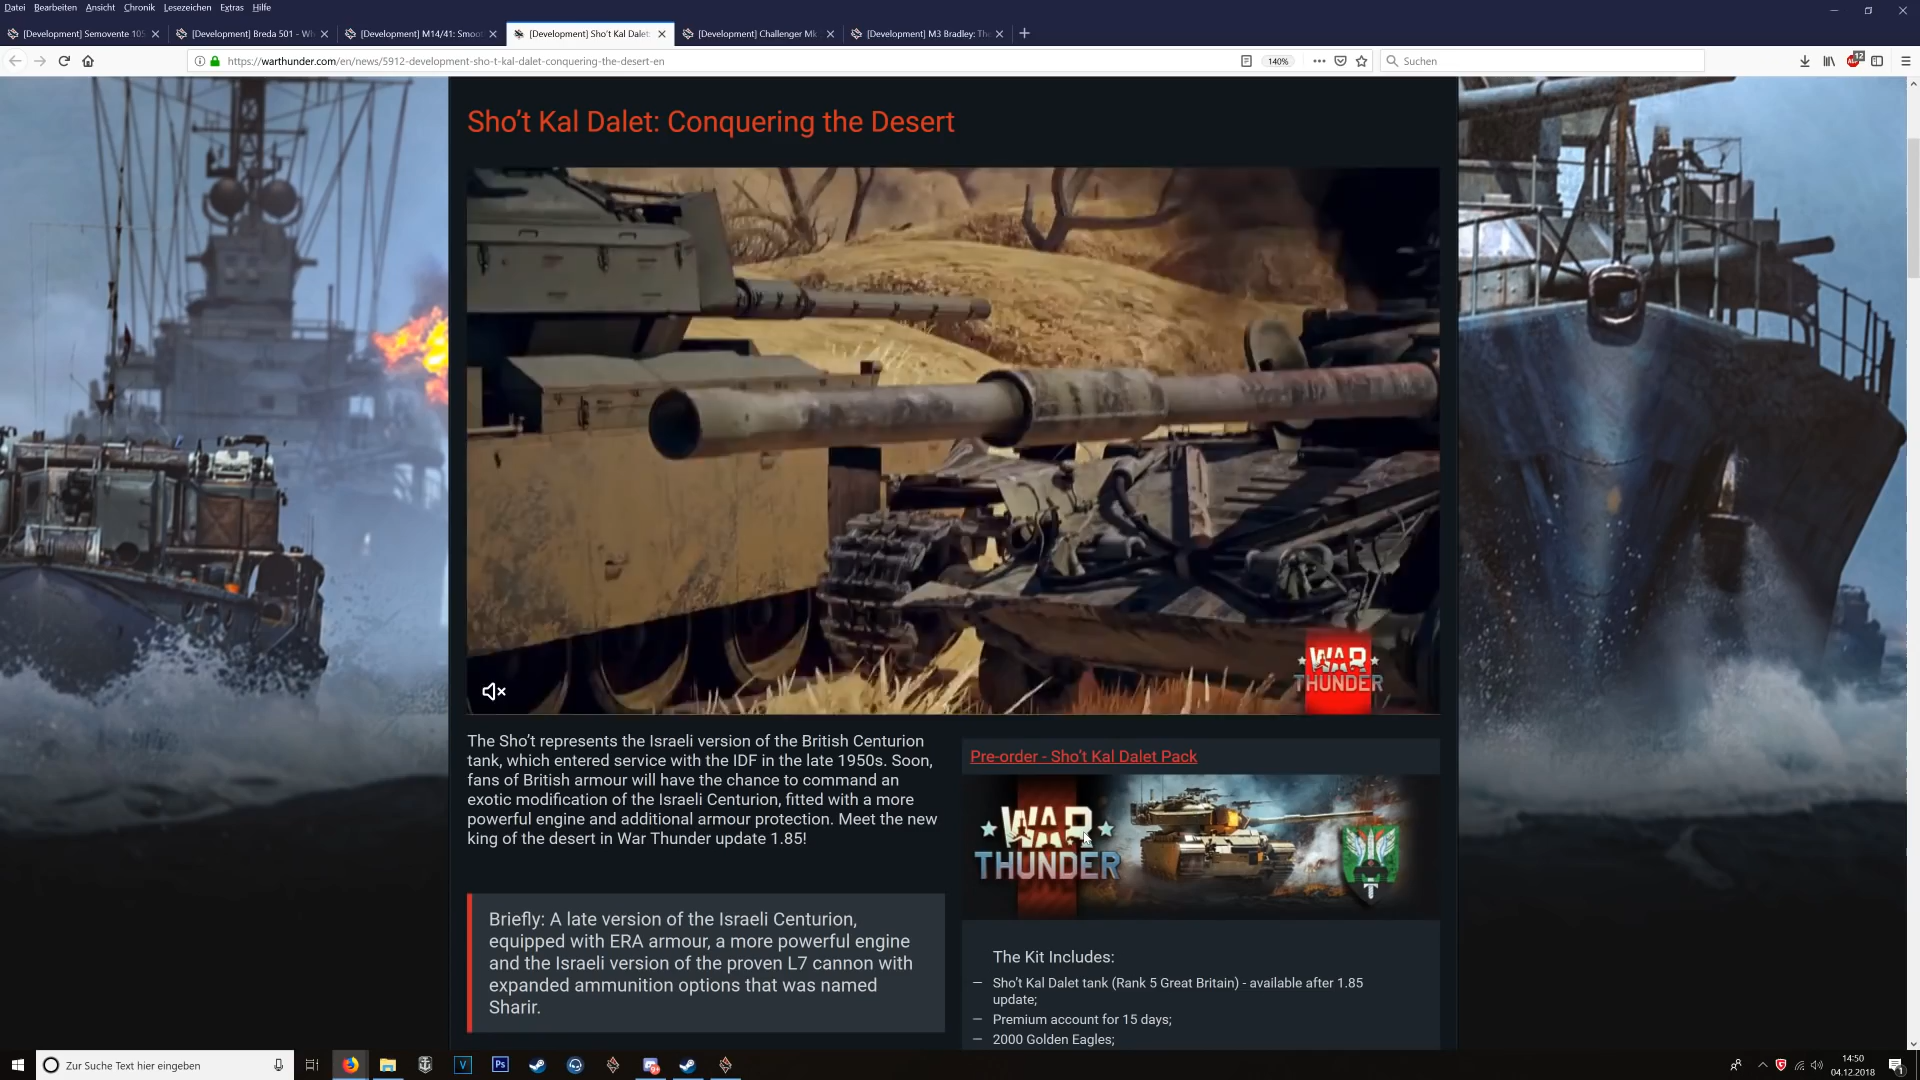 Datei Bearbeiten Ansicht Chronik Lesezeichen Extras Hilfe
[Development] Semovente 105
[Development] Breda 501 - Wh
[Development] M14/41: Smoo
[Development] Sho't Kal Dalet:
[Development] Challenger Mk
[Development] M3 Bradley: The
https://warthunder.com/en/news/5912-development-sho-t-kal-dalet-conquering-the-desert-en
140%
Suchen
12
Sho't Kal Dalet: Conquering the Desert
WAR
THUNDER
The Sho't represents the Israeli version of the British Centurion
tank, which entered service with the IDF in the late 1950s. Soon,
fans of British armour will have the chance to command an
exotic modification of the Israeli Centurion, fitted with a more
powerful engine and additional armour protection. Meet the new
king of the desert in War Thunder update 1.85!
Briefly: A late version of the Israeli Centurion,
equipped with ERA armour, a more powerful engine
and the Israeli version of the proven L7 cannon with
expanded ammunition options that was named
Sharir.
Pre-order - Sho't Kal Dalet Pack
WAR
THUNDER
The Kit Includes:
— Sho't Kal Dalet tank (Rank 5 Great Britain) - available after 1.85
update;
— Premium account for 15 days;
— 2000 Golden Eagles;
Zur Suche Text hier eingeben
V
Ps
14:50
04.12.2018
1